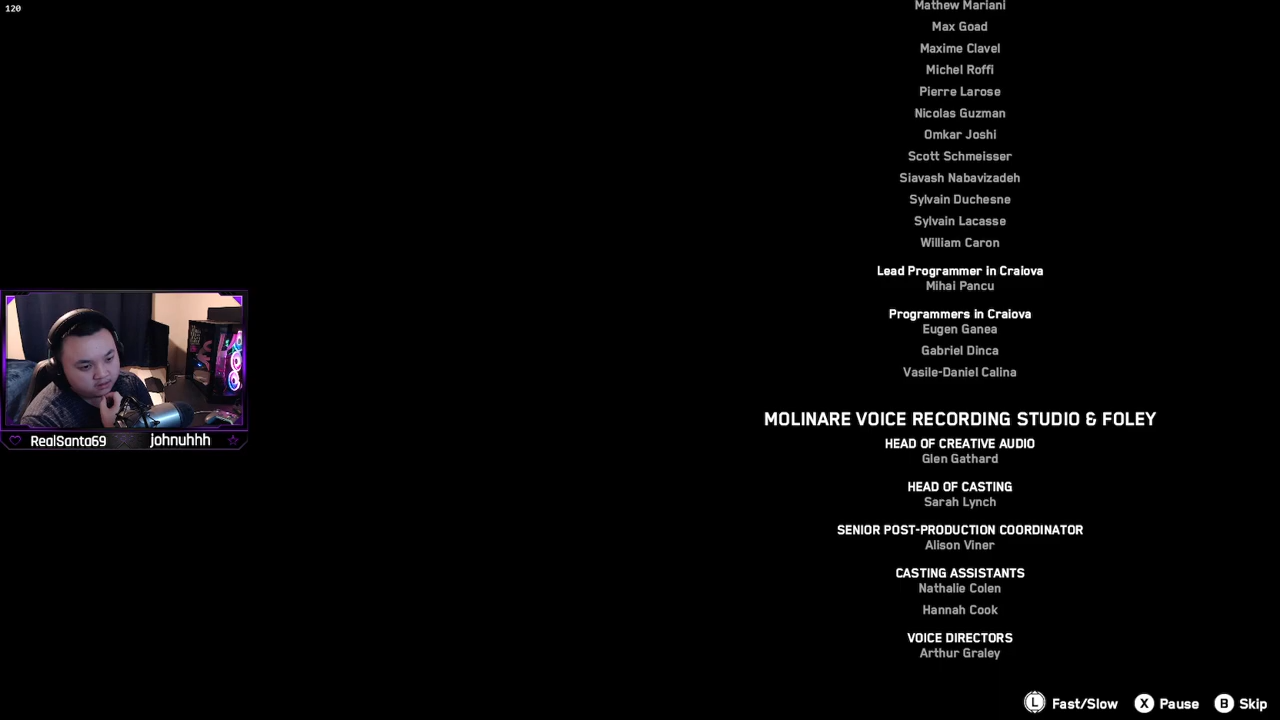 120
Mathew Mariani
Max Goad
Maxime Clavel
Michel Roffi
Pierre Larose
Nicolas Guzman
Omkar Joshi
Scott Schmeisser
Siavash Nabavizadeh
Sylvain Duchesne
Sylvain Lacasse
William Caron
Lead Programmer in Craiova
Mihai Pancu
Programmers in Craiova
Eugen Ganea
Gabriel Dinca
Vasile-Daniel Calina
MOLINARE VOICE RECORDING STUDIO & FOLEY
HEAD OF CREATIVE AUDIO
Glen Gathard
HEAD OF CASTING
Sarah Lynch
SENIOR POST-PRODUCTION COORDINATOR
Alison Viner
CASTING ASSISTANTS
Nathalie Colen
Hannah Cook
VOICE DIRECTORS
Arthur Graley
RealSanta69 johnuhhh
L Fast/Slow X Pause B Skip